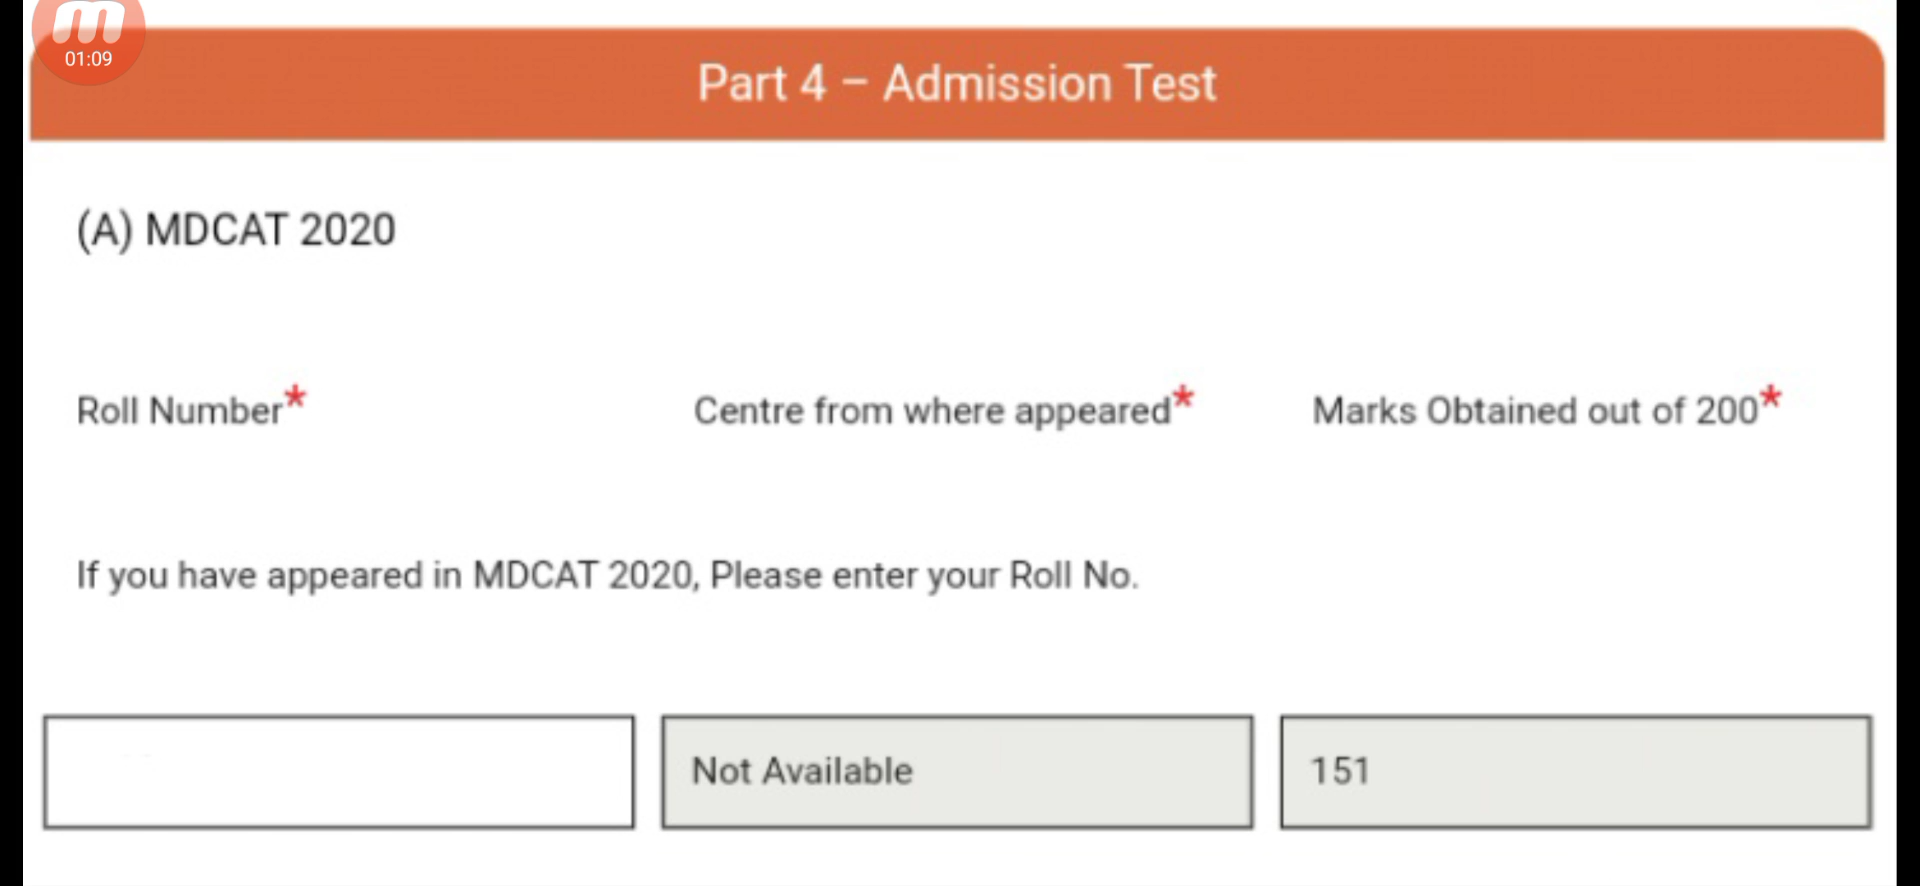 01:09
Part 4 – Admission Test
(A) MDCAT 2020
Roll Number* Centre from where appeared* Marks Obtained out of 200*
If you have appeared in MDCAT 2020, Please enter your Roll No.
Not Available 151